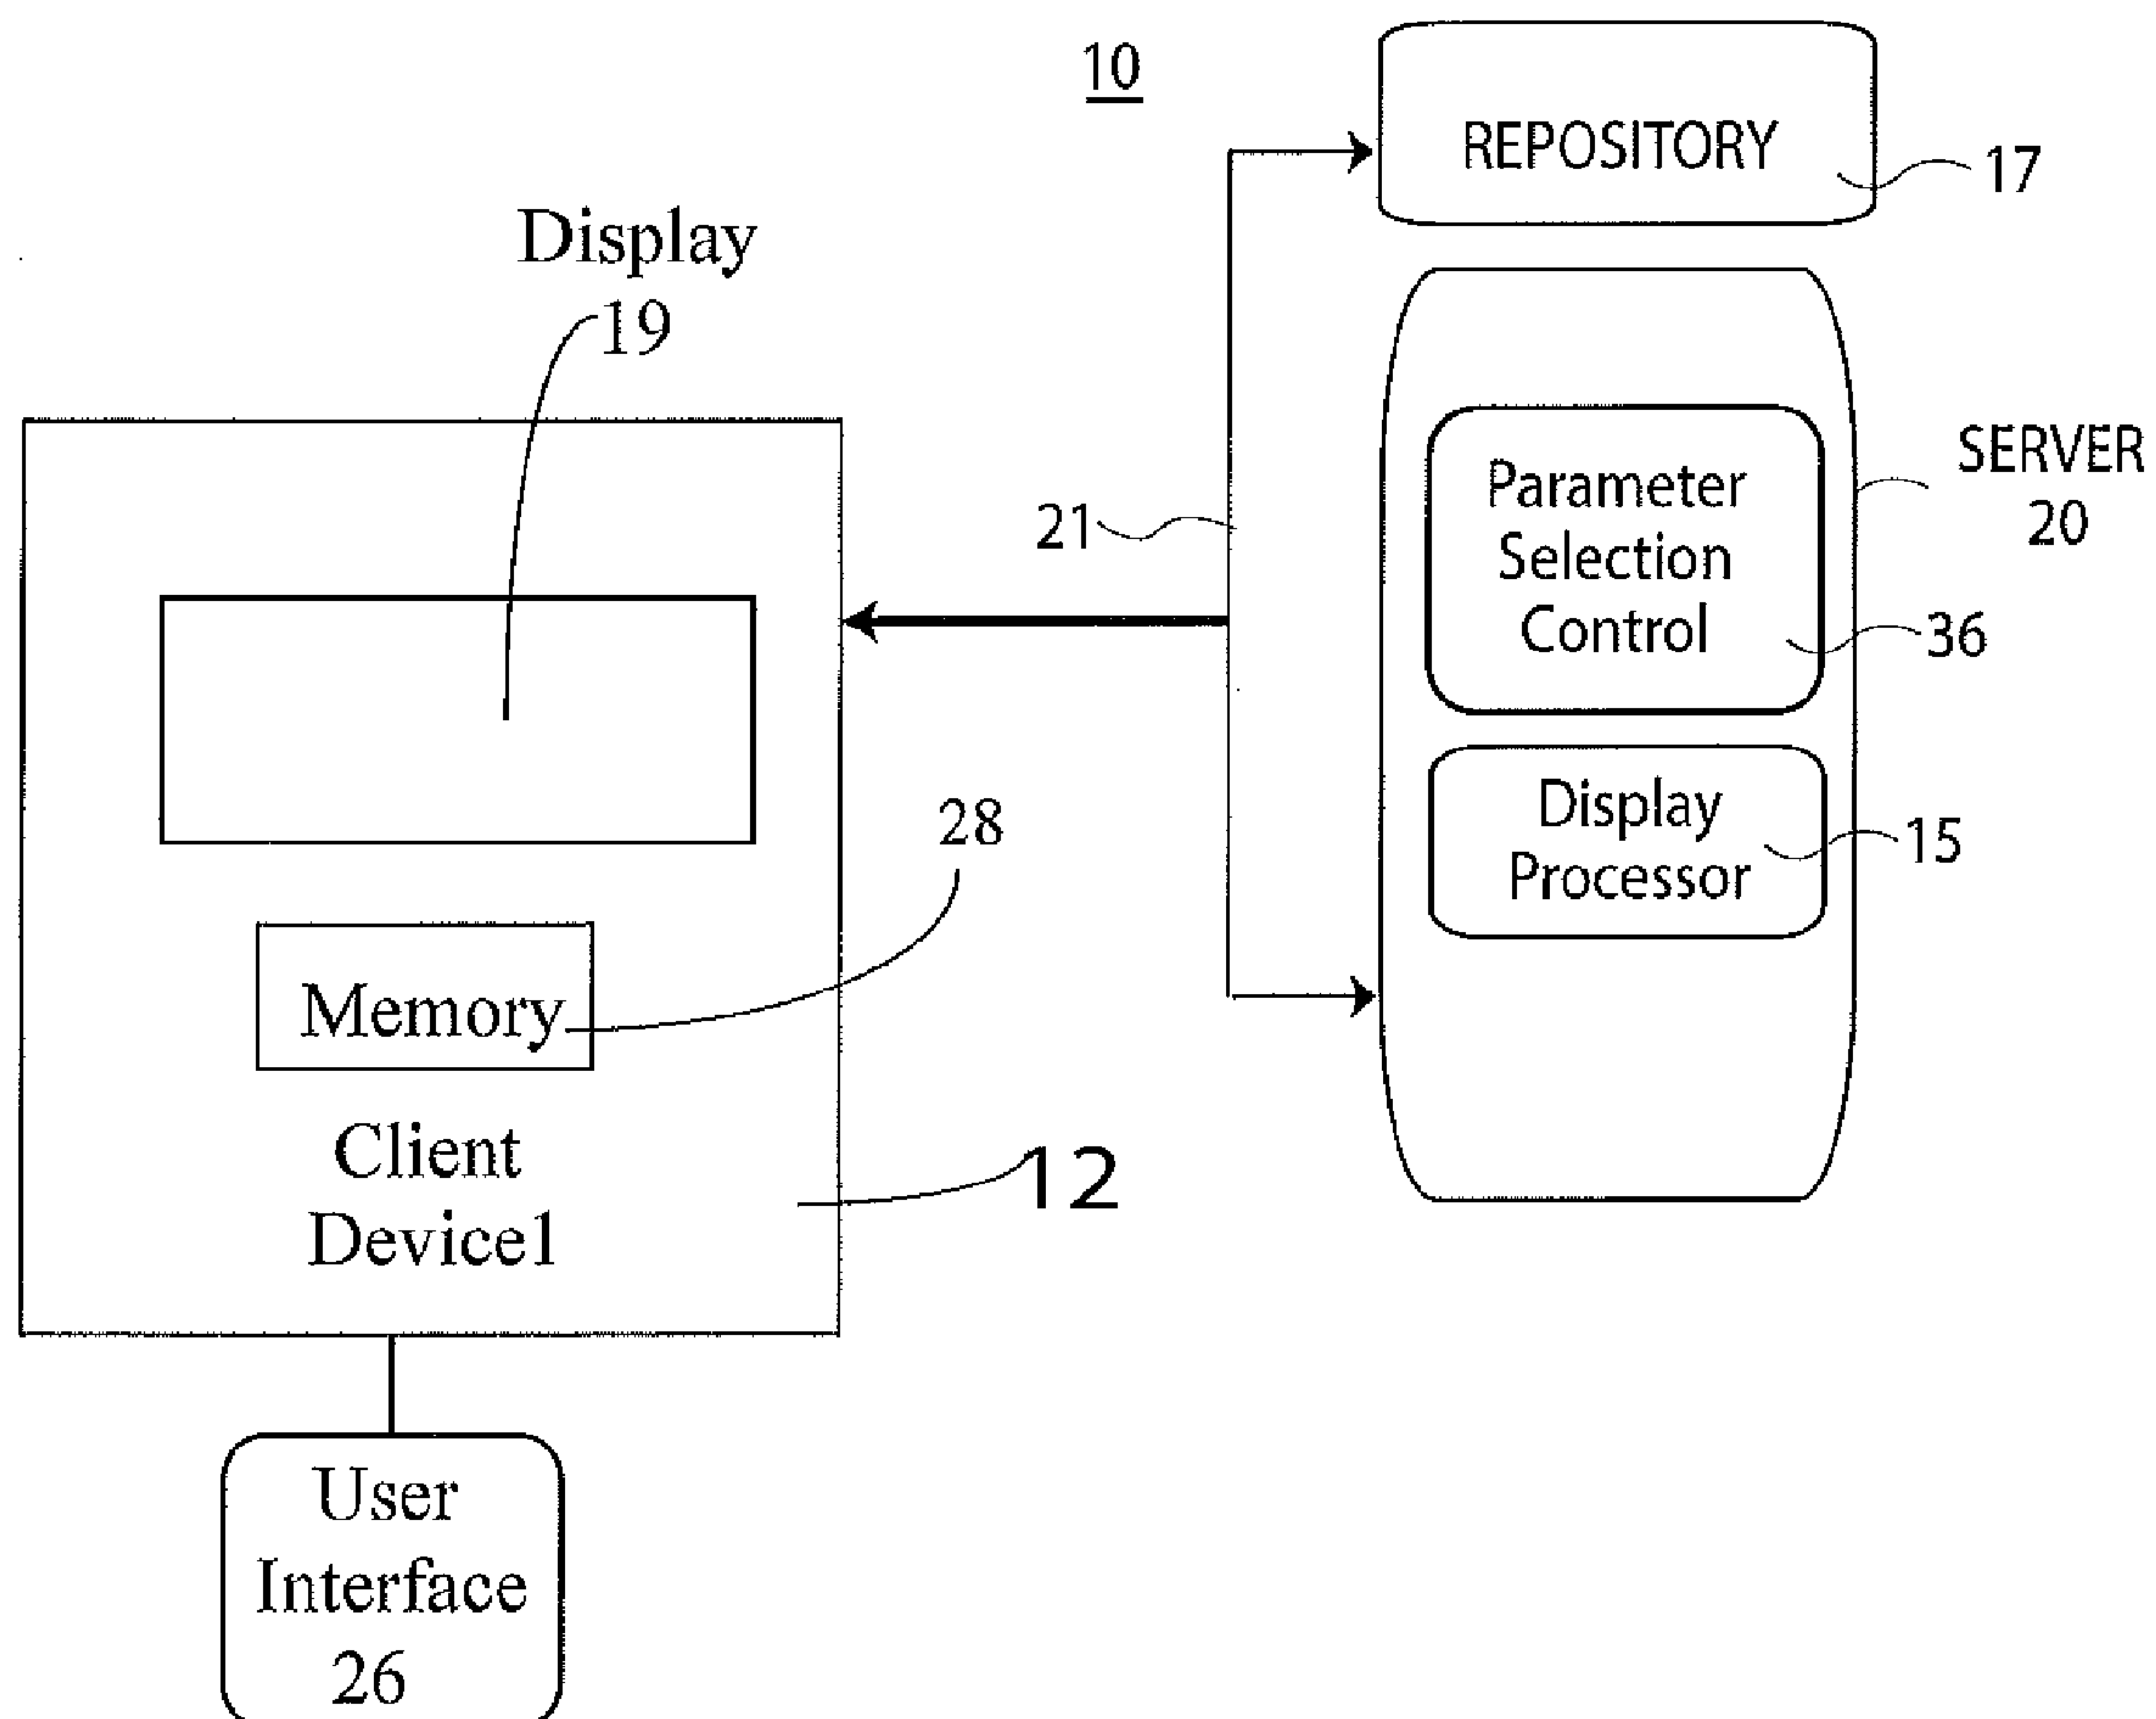 10
REPOSITORY
17
Display
19
SERVER
20
Parameter
Selection
Control
36
21
Display
Processor
15
28
Memory
Client
Device1
12
User
Interface
26